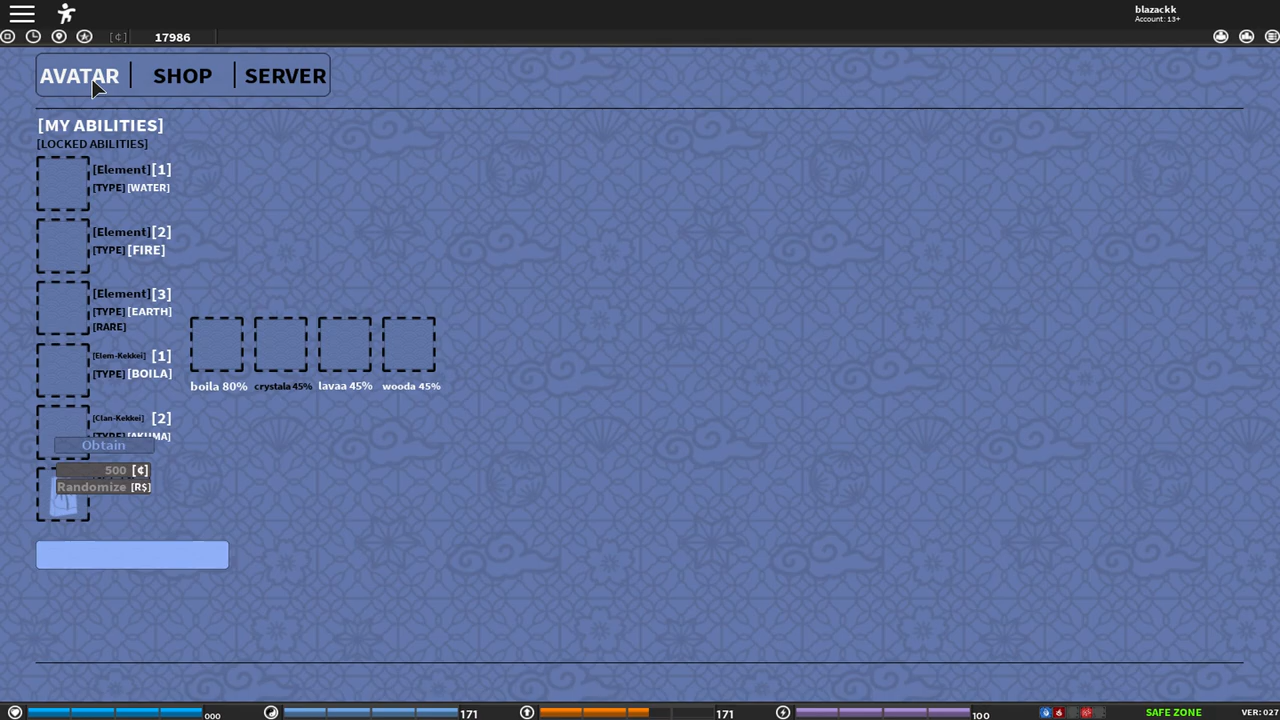 blazackk
Account: 13+
[¢] 17986
AVATAR SHOP SERVER
[MY ABILITIES]
[LOCKED ABILITIES]
[Element] [1]
[TYPE] [WATER]
[Element] [2]
[TYPE] [FIRE]
[Element] [3]
[TYPE] [EARTH]
[RARE]
[Elem-Kekkei] [1]
[TYPE] [BOILA]
boila 80% crystala 45% lavaa 45% wooda 45%
[Clan-Kekkei] [2]
[TYPE] [AKUMA]
Obtain
500 [¢]
Randomize [R$]
000 171 171 100 SAFE ZONE VER: 027